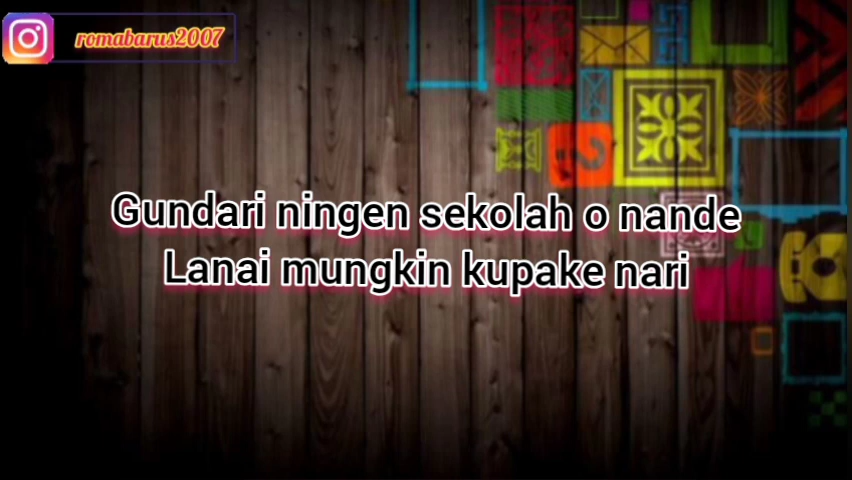 romabarus2007
Gundari ningen sekolah o nande
Lanai mungkin kupake nari